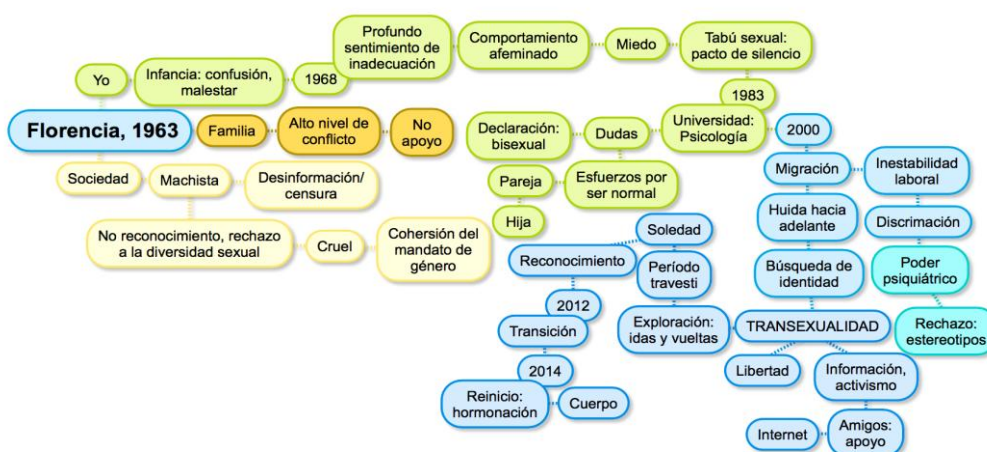 Profundo
sentimiento de
inadecuación
Comportamiento
afeminado
Miedo
Tabú sexual:
pacto de silencio
Yo
Infancia: confusión,
malestar
1968
1983
Florencia, 1963
Familia
Alto nivel de
conflicto
No
apoyo
Declaración:
bisexual
Dudas
Universidad:
Psicología
2000
Sociedad
Machista
Desinformación/
censura
Pareja
Esfuerzos por
ser normal
Migración
Inestabilidad
laboral
Hija
No reconocimiento, rechazo
a la diversidad sexual
Cruel
Cohersión del
mandato de
género
Soledad
Huida hacia
adelante
Discrimación
Reconocimiento
Período
travesti
Búsqueda de
identidad
Poder
psiquiátrico
2012
Transición
Exploración:
idas y vueltas
TRANSEXUALIDAD
Rechazo:
estereotipos
2014
Libertad
Información,
activismo
Reinicio:
hormonación
Cuerpo
Internet
Amigos:
apoyo